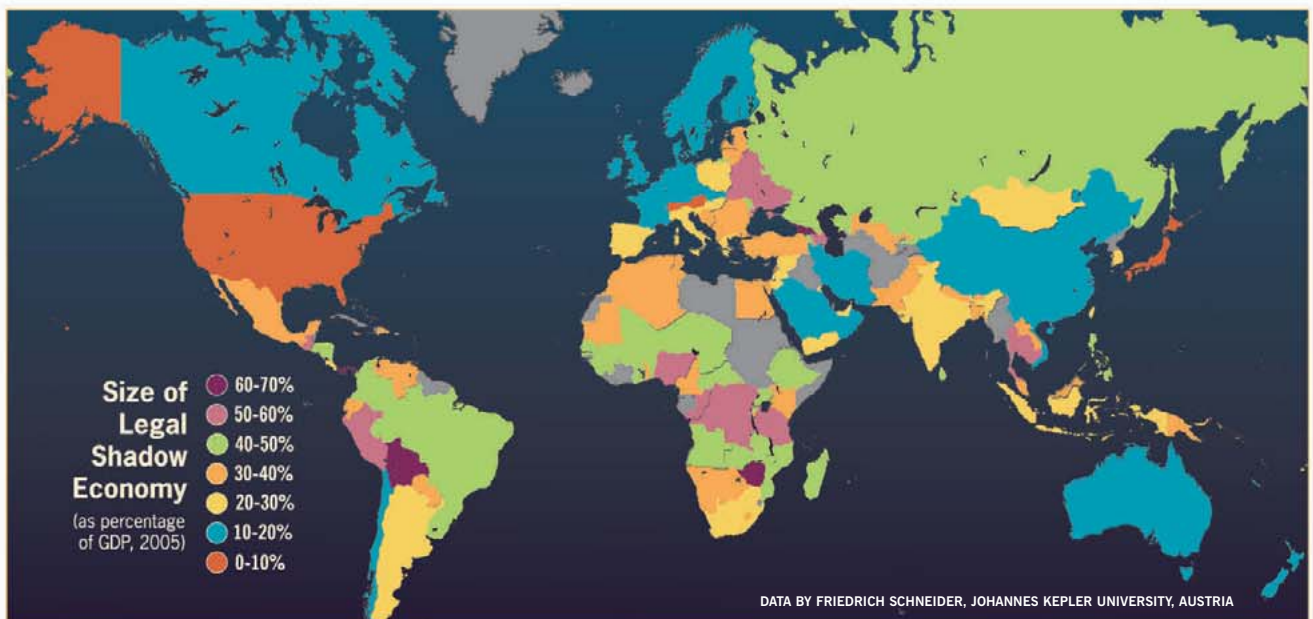 Size of
Legal
Shadow
Economy
(as percentage
of GDP, 2005)
60-70%
50-60%
40-50%
30-40%
20-30%
10-20%
0-10%
DATA BY FRIEDRICH SCHNEIDER, JOHANNES KEPLER UNIVERSITY, AUSTRIA